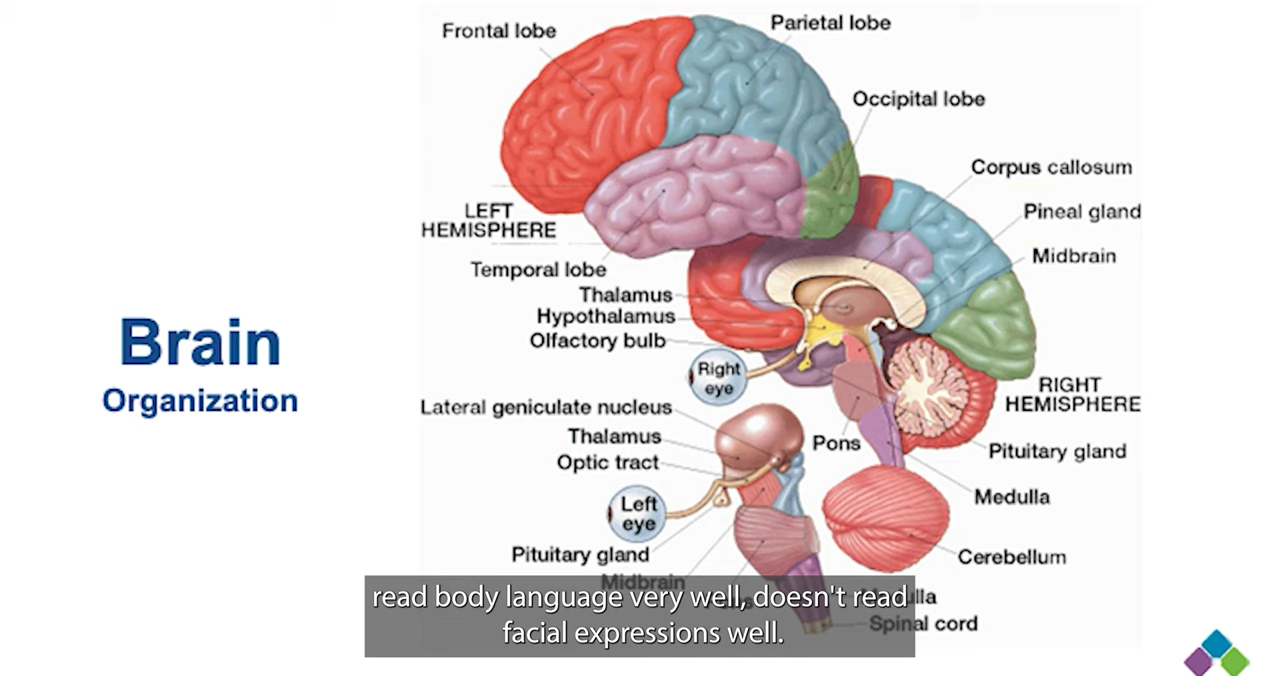 Frontal lobe
Parietal lobe
Occipital lobe
Corpus callosum
Pineal gland
Midbrain
LEFT
HEMISPHERE
Temporal lobe
Thalamus
Hypothalamus
Olfactory bulb
Right
eye
RIGHT
HEMISPHERE
Brain
Organization
Lateral geniculate nucleus
Thalamus
Optic tract
Pons
Pituitary gland
Left
eye
Medulla
Pituitary gland
Cerebellum
Midbrain
Spinal cord
read body language very well, doesn't read
facial expressions well.